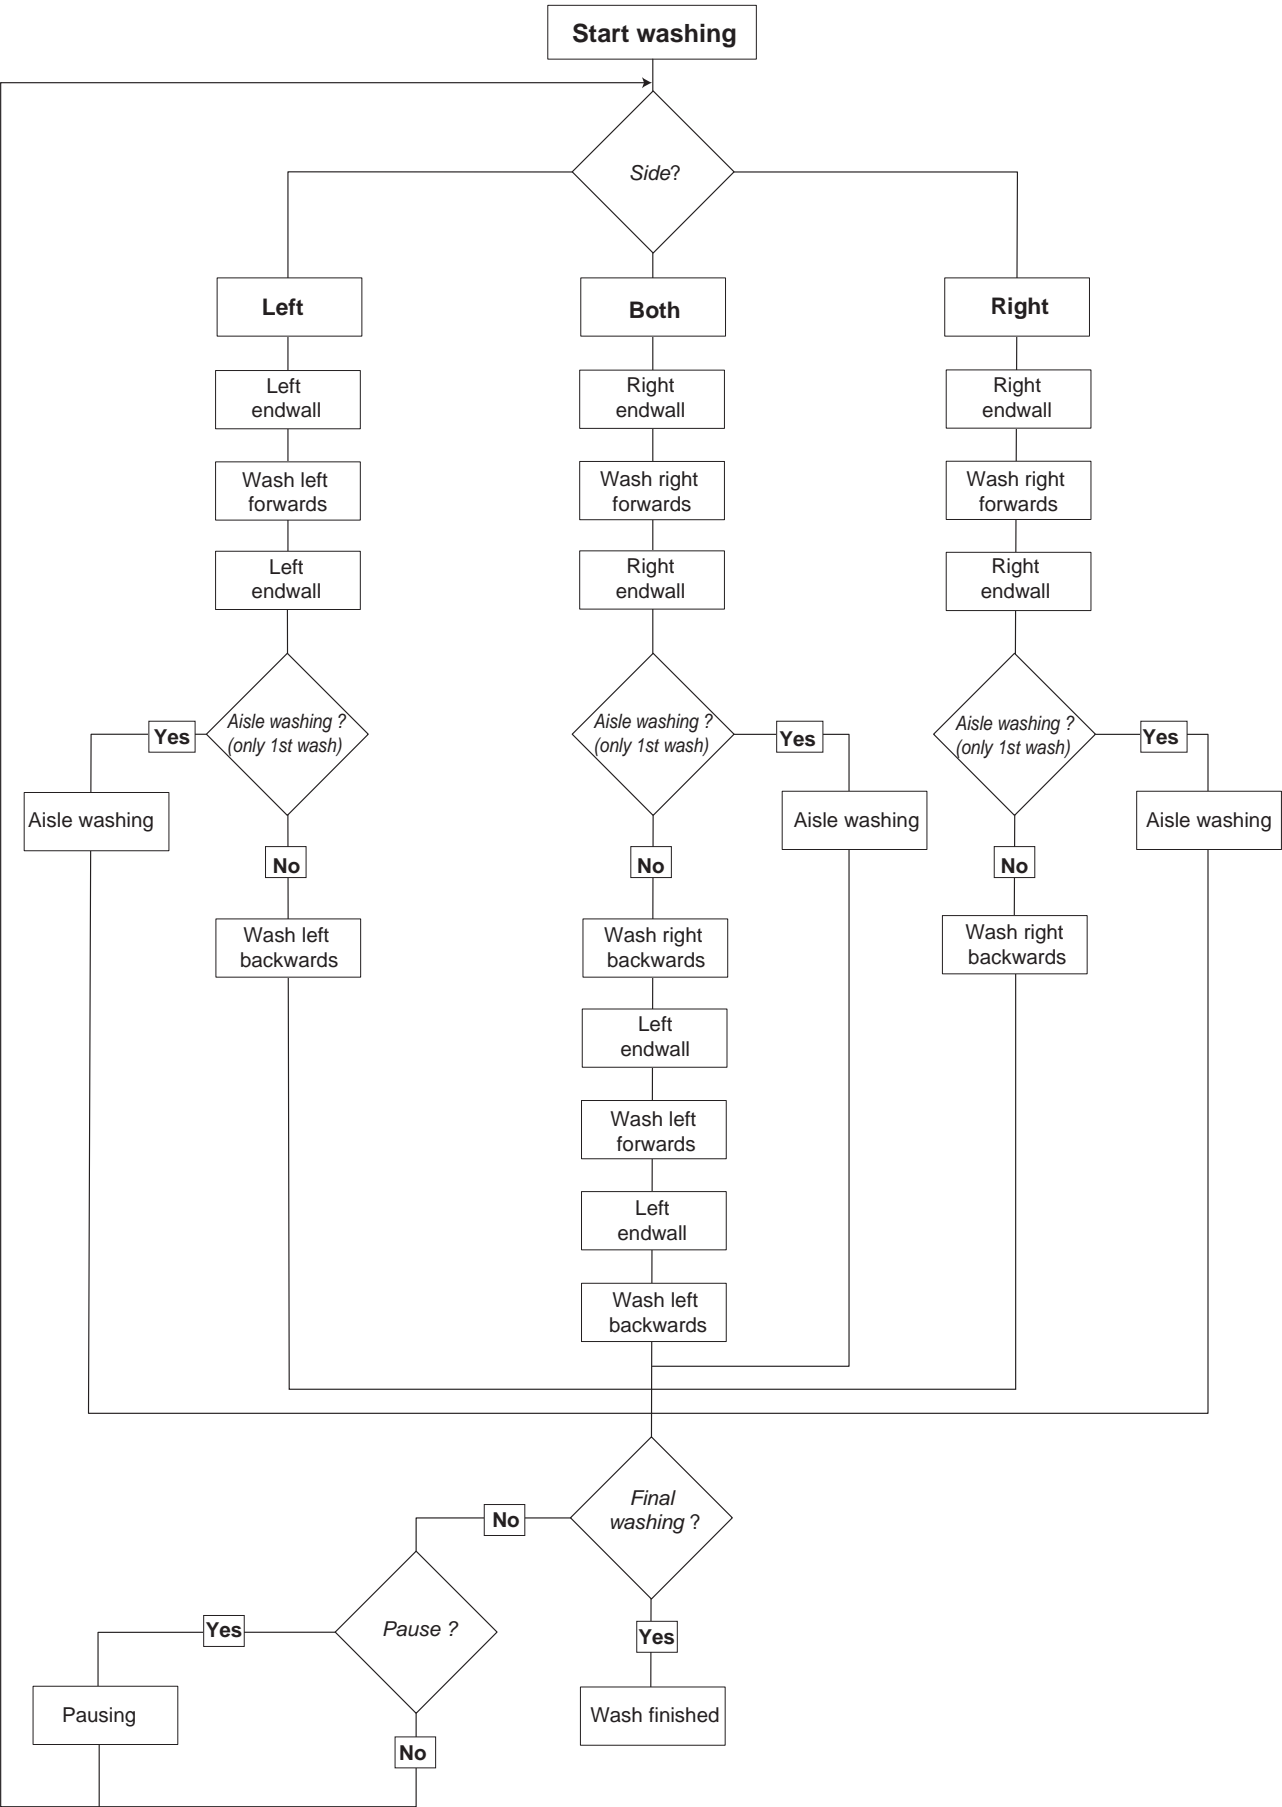 Start washing
Side?
Left
Both
Right
Left
endwall
Right
endwall
Right
endwall
Wash left
forwards
Wash right
forwards
Wash right
forwards
Left
endwall
Right
endwall
Right
endwall
Aisle washing ?
(only 1st wash)
Yes
Aisle washing ?
(only 1st wash)
Yes
Aisle washing ?
(only 1st wash)
Yes
Aisle washing
Aisle washing
Aisle washing
No
No
No
Wash left
backwards
Wash right
backwards
Wash right
backwards
Left
endwall
Wash left
forwards
Left
endwall
Wash left
backwards
Final
washing ?
No
Pause ?
Yes
Yes
Pausing
Wash finished
No